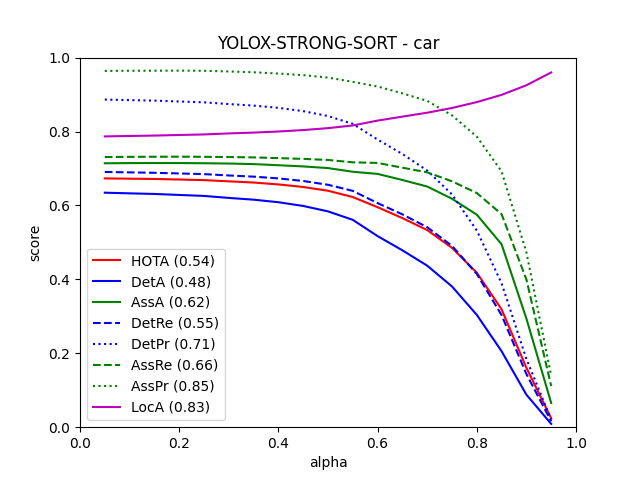 YOLOX-STRONG-SORT - car
1.0
0.8
0.6
0.4
0.2
0.0
score
HOTA (0.54)
DetA (0.48)
AssA (0.62)
DetRe (0.55)
DetPr (0.71)
AssRe (0.66)
AssPr (0.85)
LocA (0.83)
0.0 0.2 0.4 0.6 0.8 1.0
alpha